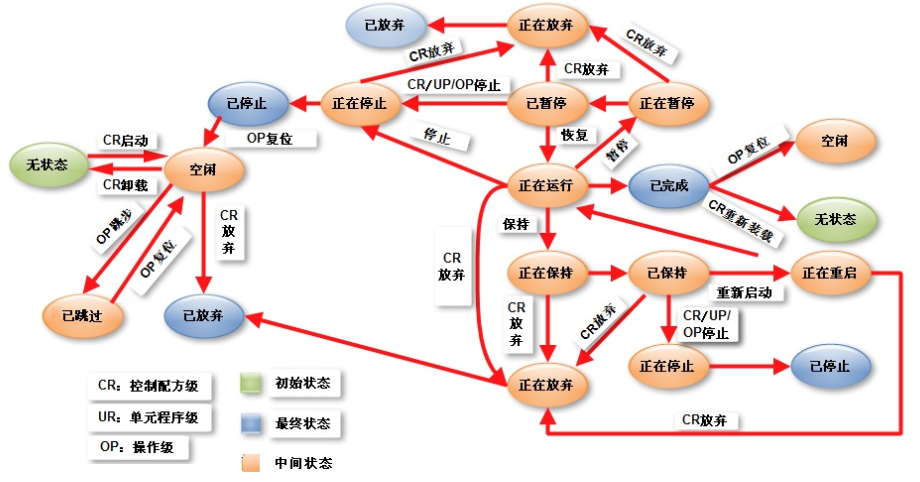 已放弃
正在放弃
CR放弃
CR放弃
CR放弃
CR/UP/OP停止
已停止
正在停止
已暂停
正在暂停
OP复位
停止
恢复
暂停
OP复位
空闲
CR启动
无状态
CR卸载
空闲
正在运行
已完成
CR重新装载
无状态
OP跳步
OP复位
CR
放
弃
保持
CR
放弃
正在保持
已保持
重新启动
正在重启
已跳过
已放弃
CR
放
弃
CR放弃
CR/UP/
OP停止
正在停止
已停止
正在放弃
CR放弃
CR：控制配方级
UR：单元程序级
OP：操作级
初始状态
最终状态
中间状态